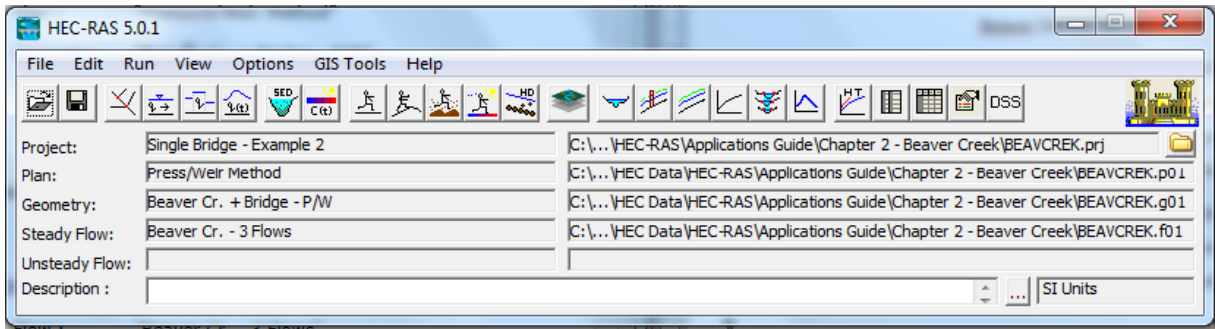 HEC-RAS 5.0.1
File Edit Run View Options GIS Tools Help
SED C(t) HD HT DSS
Project: Single Bridge - Example 2 C:\...\HEC-RAS\Applications Guide\Chapter 2 - Beaver Creek\BEAVCREK.prj
Plan: Press/Weir Method C:\...\HEC Data\HEC-RAS\Applications Guide\Chapter 2 - Beaver Creek\BEAVCREK.p01
Geometry: Beaver Cr. + Bridge - P/W C:\...\HEC Data\HEC-RAS\Applications Guide\Chapter 2 - Beaver Creek\BEAVCREK.g01
Steady Flow: Beaver Cr. - 3 Flows C:\...\HEC Data\HEC-RAS\Applications Guide\Chapter 2 - Beaver Creek\BEAVCREK.f01
Unsteady Flow:
Description : ... SI Units